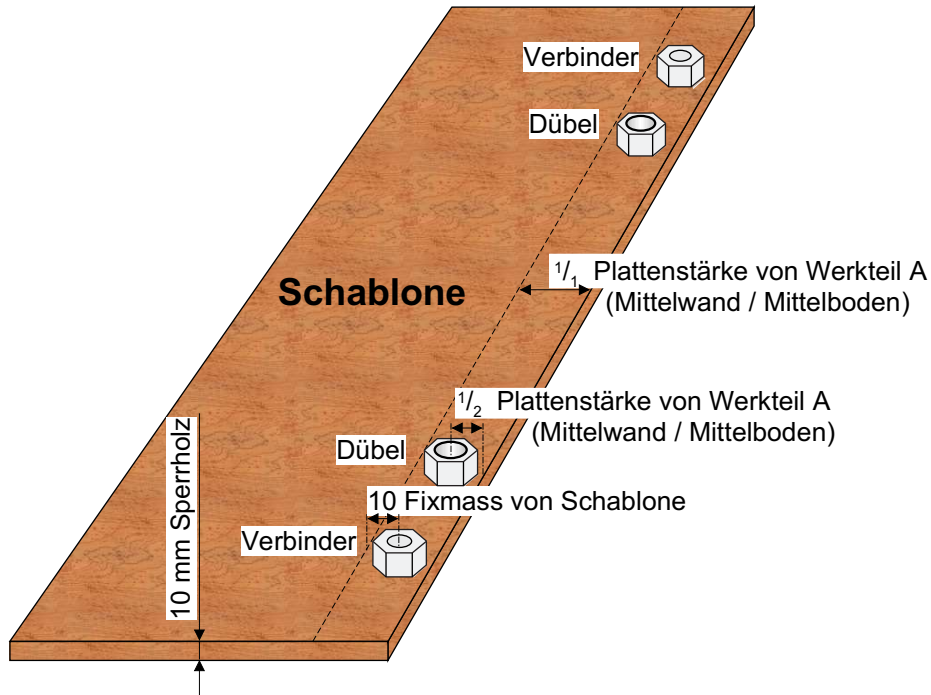 Verbinder
Dübel
1/1 Plattenstärke von Werkteil A
(Mittelwand / Mittelboden)
Schablone
1/2 Plattenstärke von Werkteil A
(Mittelwand / Mittelboden)
Dübel
10 Fixmass von Schablone
Verbinder
10 mm Sperrholz